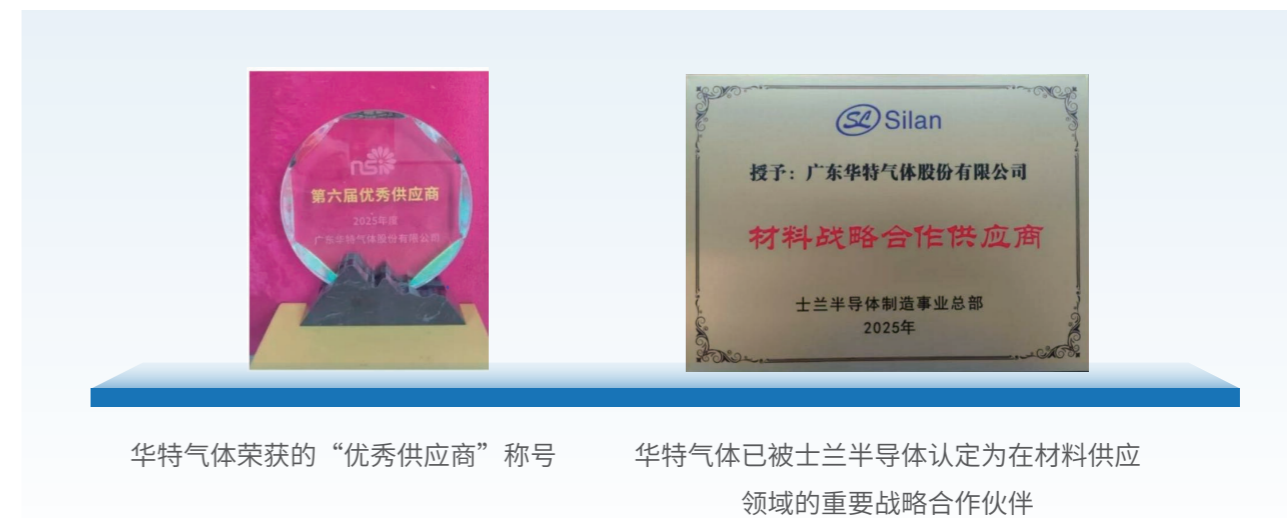 nsi
第六届优秀供应商
2025年度
广东华特气体股份有限公司
SL Silan
授予：广东华特气体股份有限公司
材料战略合作供应商
士兰半导体制造事业总部
2025年
华特气体荣获的“优秀供应商”称号
华特气体已被士兰半导体认定为在材料供应
领域的重要战略合作伙伴